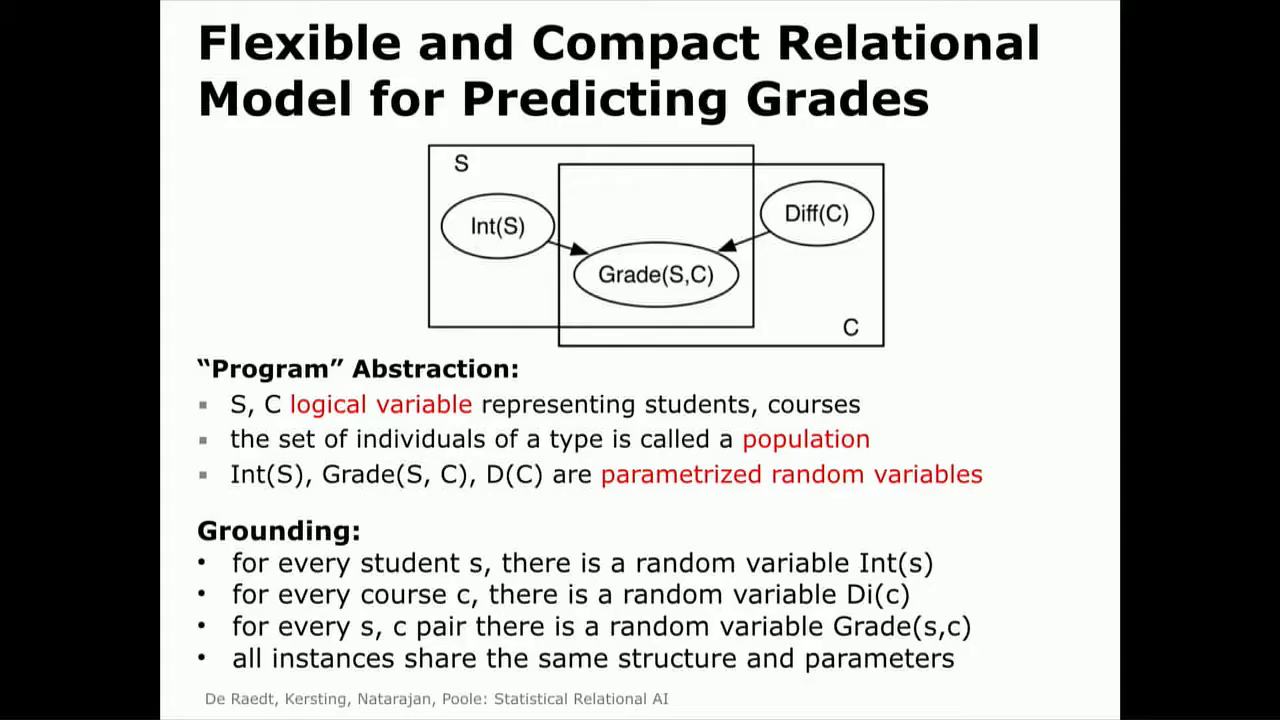 Flexible and Compact Relational
Model for Predicting Grades
S
Int(S)
Diff(C)
Grade(S,C)
C
“Program” Abstraction:
▪ S, C logical variable representing students, courses
▪ the set of individuals of a type is called a population
▪ Int(S), Grade(S, C), D(C) are parametrized random variables
Grounding:
• for every student s, there is a random variable Int(s)
• for every course c, there is a random variable Di(c)
• for every s, c pair there is a random variable Grade(s,c)
• all instances share the same structure and parameters
De Raedt, Kersting, Natarajan, Poole: Statistical Relational AI